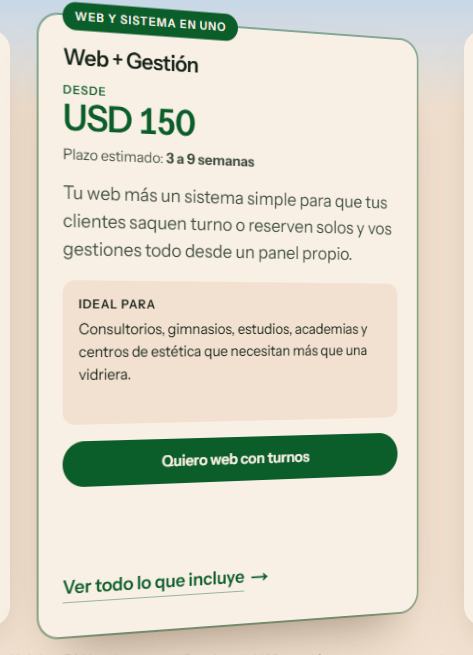 WEB Y SISTEMA EN UNO
Web + Gestión
DESDE
USD 150
Plazo estimado: 3 a 9 semanas
Tu web más un sistema simple para que tus
clientes saquen turno o reserven solos y vos
gestiones todo desde un panel propio.
IDEAL PARA
Consultorios, gimnasios, estudios, academias y
centros de estética que necesitan más que una
vidriera.
Quiero web con turnos
Ver todo lo que incluye →